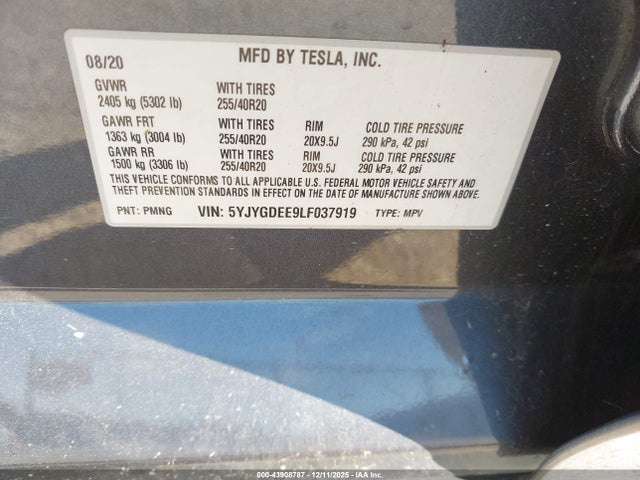 08/20 MFD BY TESLA, INC.
GVWR WITH TIRES
2405 kg (5302 lb) 255/40R20
GAWR FRT WITH TIRES RIM COLD TIRE PRESSURE
1363 kg (3004 lb) 255/40R20 20X9.5J 290 kPa, 42 psi
GAWR RR WITH TIRES RIM COLD TIRE PRESSURE
1500 kg (3306 lb) 255/40R20 20X9.5J 290 kPa, 42 psi
THIS VEHICLE CONFORMS TO ALL APPLICABLE U.S. FEDERAL MOTOR VEHICLE SAFETY AND
THEFT PREVENTION STANDARDS IN EFFECT ON THE DATE OF MANUFACTURE SHOWN ABOVE.
PNT: PMNG VIN: 5YJYGDEE9LF037919 TYPE: MPV
000-43908787 - 12/11/2025 - IAA, Inc.